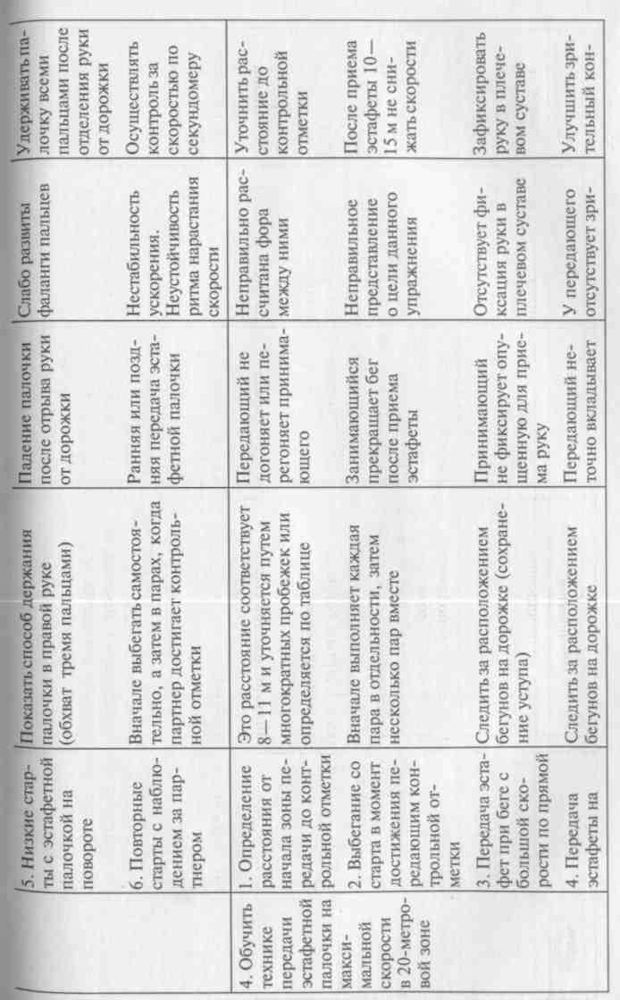 5. Низкие стар-
ты с эстафетной
палочкой на
повороте
Показать способ держания
палочки в правой руке
(обхват тремя пальцами)
Падение палочки
после отрыва руки
от дорожки
Слабо развиты
фаланги пальцев
Удерживать па-
лочку всеми
пальцами после
отделения руки
от дорожки
6. Повторные
старты с наблю-
дением за пар-
тнером
Вначале выбегать самостоя-
тельно, а затем в парах, когда
партнер достигает контроль-
ной отметки
Ранняя или позд-
няя передача эста-
фетной палочки
Нестабильность
ускорения.
Неустойчивость
ритма нарастания
скорости
Осуществлять
контроль за
скоростью по
секундомеру
4. Обучить
технике
передачи
эстафетной
палочки на
макси-
мальной
скорости
в 20-метро-
вой зоне
1. Определение
расстояния от
начала зоны пе-
редачи до конт-
рольной отметки
Это расстояние соответствует
8—11 м и уточняется путем
многократных пробежек или
определяется по таблице
Передающий не
догоняет или пе-
регоняет принима-
ющего
Неправильно рас-
считана фора
между ними
Уточнить рас-
стояние до
контрольной
отметки
2. Выбегание со
старта в момент
достижения пе-
редающим кон-
трольной от-
метки
Вначале выполняет каждая
пара в отдельности, затем
несколько пар вместе
Занимающийся
прекращает бег
после приема
эстафеты
Неправильное
представление
о цели данного
упражнения
После приема
эстафеты 10—
15 м не сни-
жать скорости
3. Передача эста-
фет при беге с
большой ско-
рости по прямой
Следить за расположением
бегунов на дорожке (сохране-
ние уступа)
Принимающий
не фиксирует опу-
щенную для прие-
ма руку
Отсутствует фи-
ксация руки в
плечевом суставе
Зафиксировать
руку в плече-
вом суставе
4. Передача
эстафеты на
Следить за расположением
бегунов на дорожке
Передающий не-
точно вкладывает
У передающего
отсутствует зри-
Улучшить зри-
тельный кон-